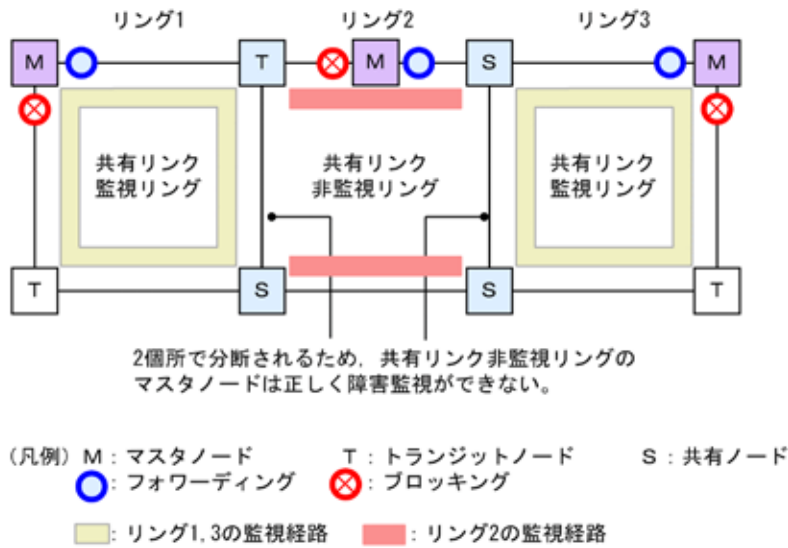 リング1 リング2 リング3
M T M S M
共有リンク 共有リンク 共有リンク
監視リング 非監視リング 監視リング
T S S T
2個所で分断されるため，共有リンク非監視リングの
マスタノードは正しく障害監視ができない。
（凡例）M：マスタノード T：トランジットノード S：共有ノード
：フォワーディング ：ブロッキング
：リング1,3の監視経路 ：リング2の監視経路